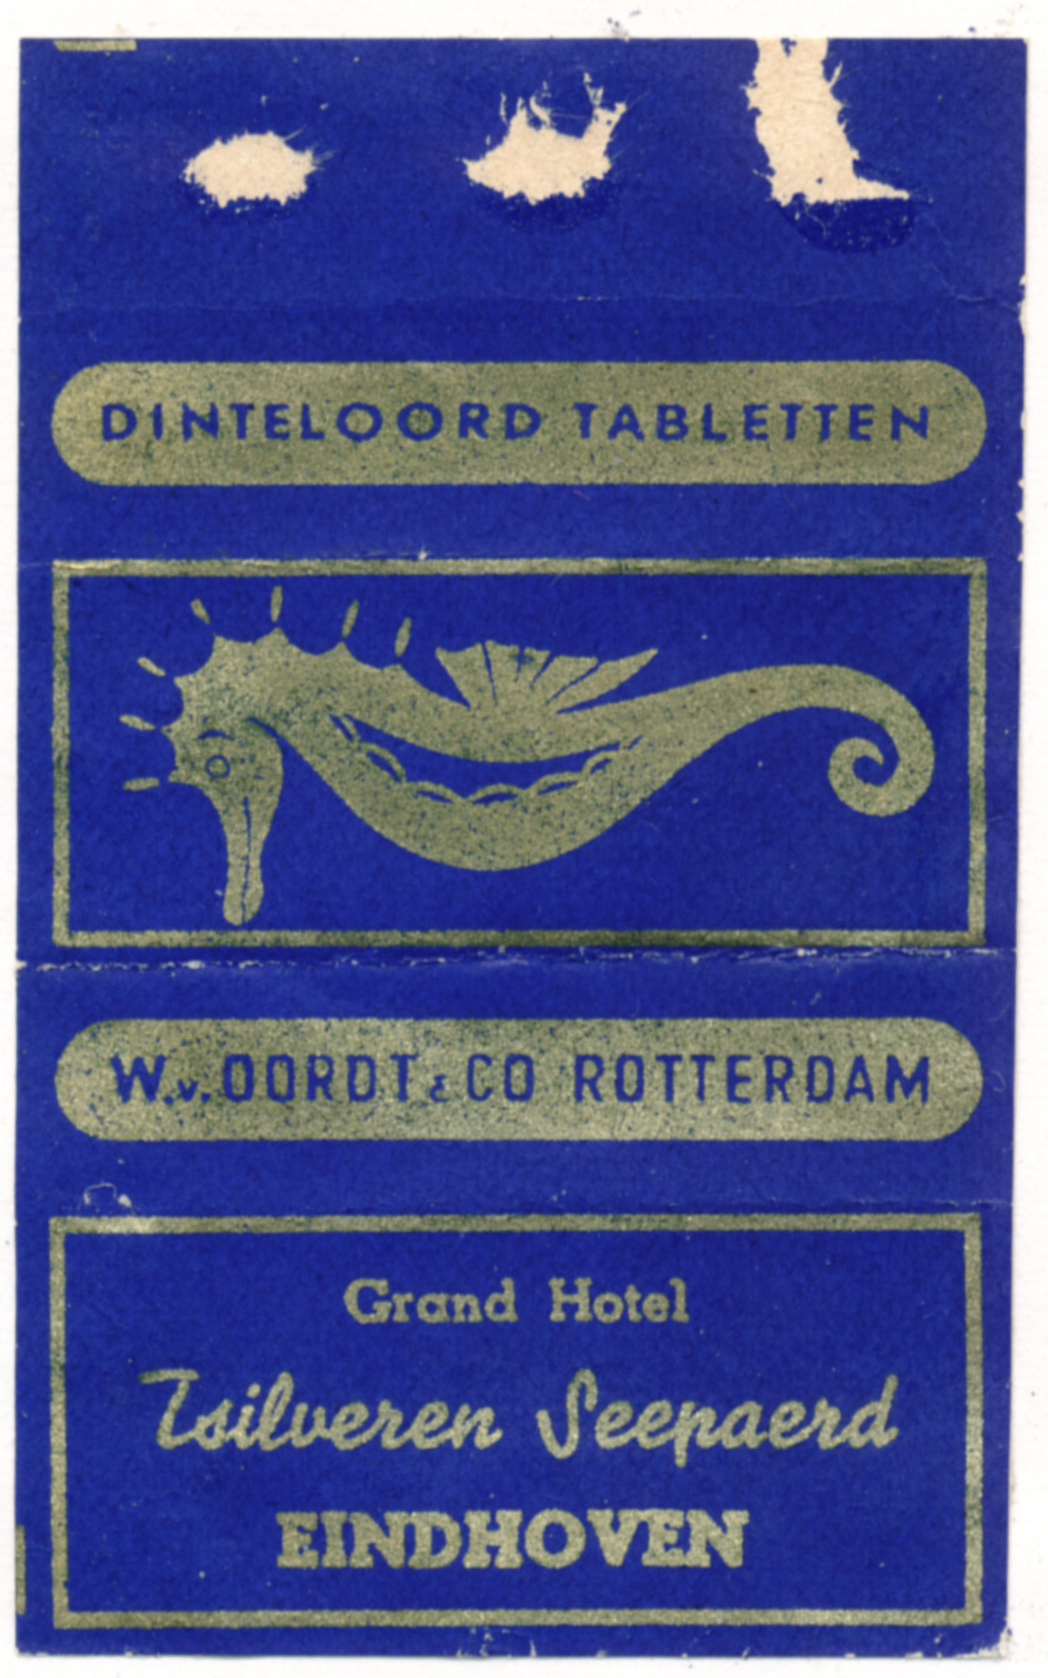 DINTELOORD TABLETTEN
W.v.OORDT & CO ROTTERDAM
Grand Hotel
Tsilveren Seepaerd
EINDHOVEN